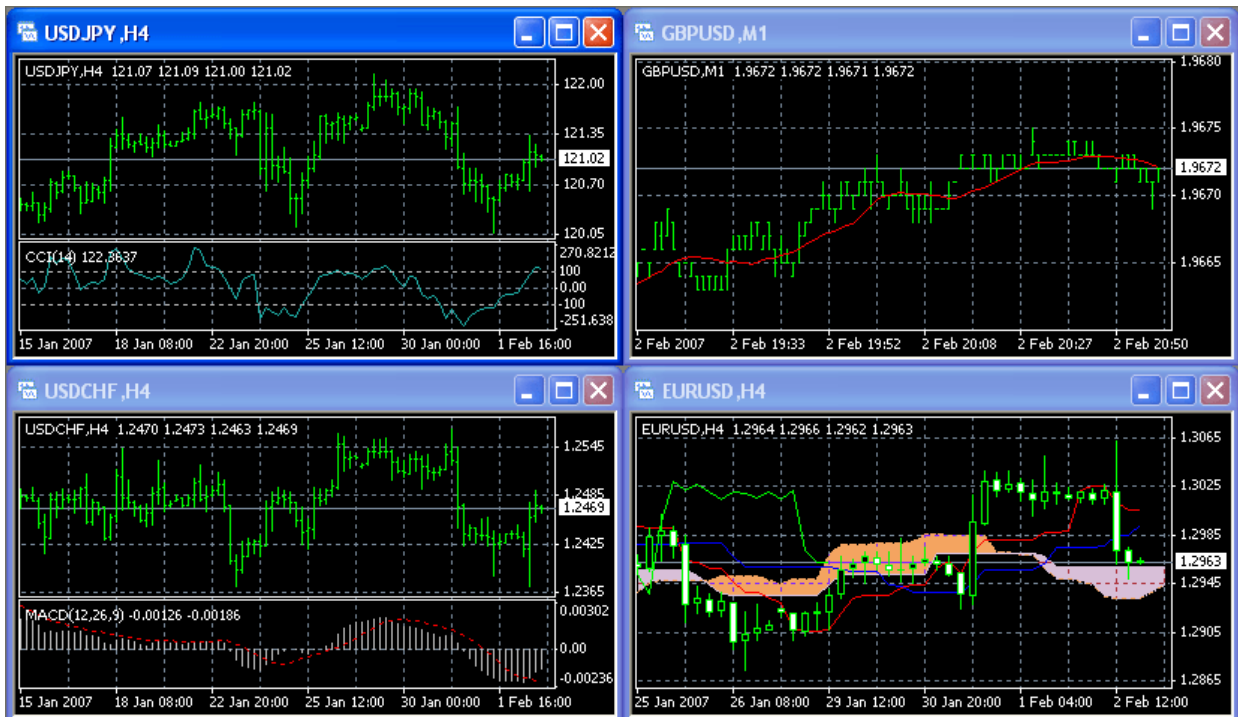 USDJPY,H4
USDJPY,H4 121.07 121.09 121.00 121.02
122.00
121.35
121.02
120.70
120.05
CCI(14) 122.3637
270.8212
100
0.00
-100
-251.638
15 Jan 2007 18 Jan 08:00 22 Jan 20:00 25 Jan 12:00 30 Jan 00:00 1 Feb 16:00
GBPUSD,M1
GBPUSD,M1 1.9672 1.9672 1.9671 1.9672
1.9680
1.9675
1.9672
1.9670
1.9665
2 Feb 2007 2 Feb 19:33 2 Feb 19:52 2 Feb 20:08 2 Feb 20:27 2 Feb 20:50
USDCHF,H4
USDCHF,H4 1.2470 1.2473 1.2463 1.2469
1.2545
1.2485
1.2469
1.2425
1.2365
MACD(12,26,9) -0.00126 -0.00186
0.00302
0.00
-0.00236
15 Jan 2007 18 Jan 08:00 22 Jan 20:00 25 Jan 12:00 30 Jan 00:00 1 Feb 16:00
EURUSD,H4
EURUSD,H4 1.2964 1.2966 1.2962 1.2963
1.3065
1.3025
1.2985
1.2963
1.2945
1.2905
1.2865
25 Jan 2007 26 Jan 08:00 29 Jan 12:00 30 Jan 20:00 1 Feb 04:00 2 Feb 12:00